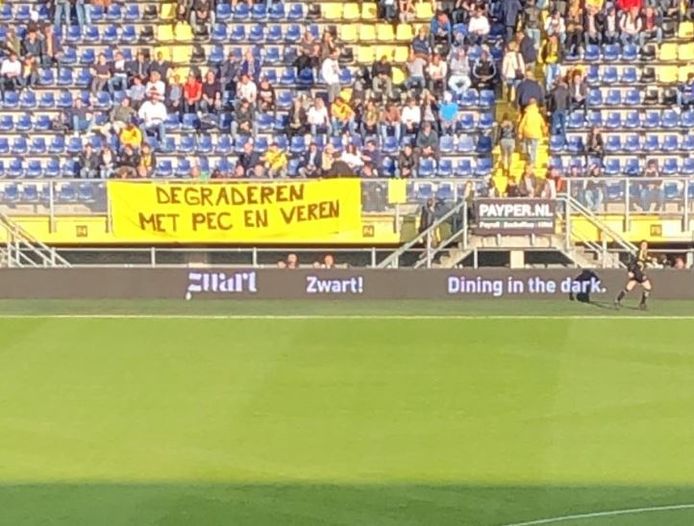 DEGRADEREN
MET PEC EN VEREN
PAYPER.NL
zwart
Zwart!
Dining in the dark.